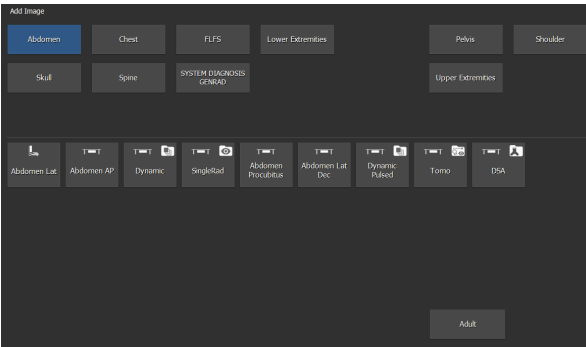 Add Image
Abdomen
Chest
FLFS
Lower Extremities
Pelvis
Shoulder
Skull
Spine
SYSTEM DIAGNOSIS
GENRAD
Upper Extremities
Abdomen Lat
Abdomen AP
Dynamic
SingleRad
Abdomen
Procubitus
Abdomen Lat
Dec
Dynamic
Pulsed
Tomo
DSA
Adult